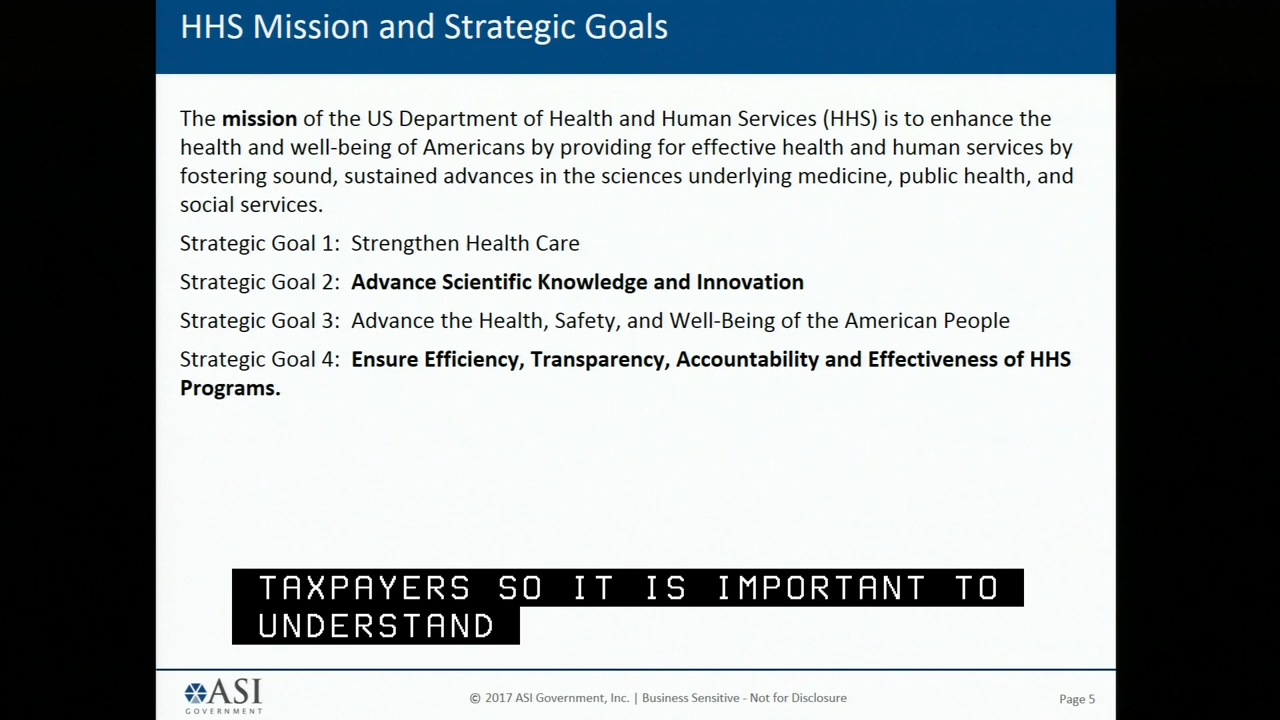 HHS Mission and Strategic Goals
The mission of the US Department of Health and Human Services (HHS) is to enhance the
health and well-being of Americans by providing for effective health and human services by
fostering sound, sustained advances in the sciences underlying medicine, public health, and
social services.
Strategic Goal 1: Strengthen Health Care
Strategic Goal 2: Advance Scientific Knowledge and Innovation
Strategic Goal 3: Advance the Health, Safety, and Well-Being of the American People
Strategic Goal 4: Ensure Efficiency, Transparency, Accountability and Effectiveness of HHS
Programs.
TAXPAYERS SO IT IS IMPORTANT TO
UNDERSTAND
ASI
GOVERNMENT
© 2017 ASI Government, Inc. | Business Sensitive - Not for Disclosure
Page 5